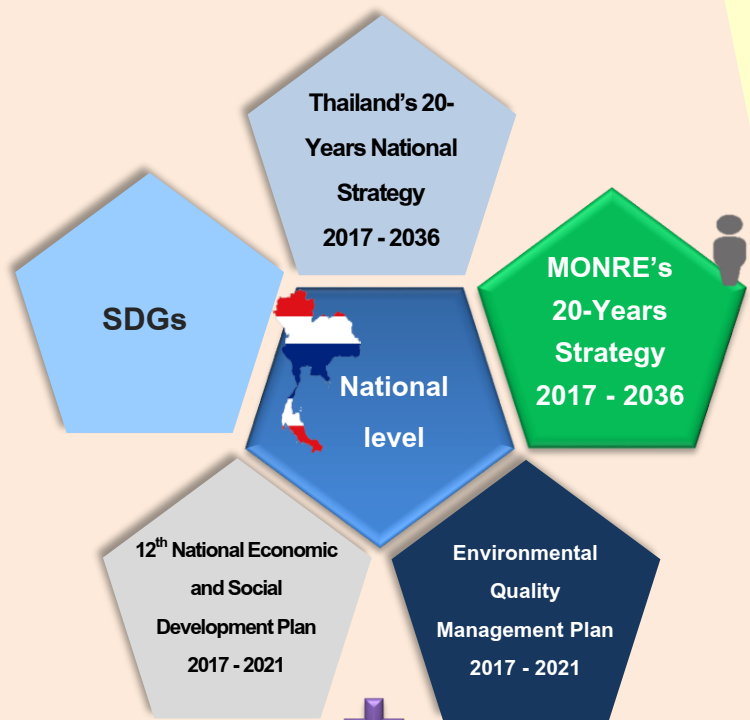 Thailand's 20-
Years National
Strategy
2017 - 2036
SDGs
MONRE's
20-Years
Strategy
2017 - 2036
National
level
12th National Economic
and Social
Development Plan
2017 - 2021
Environmental
Quality
Management Plan
2017 - 2021